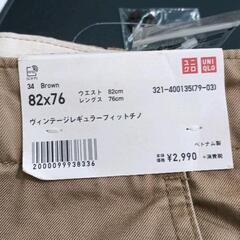 ユニ
クロ
UNI
QLO
34 Brown
82x76
ウエスト 82cm
レングス 76cm
321-400135(79-03)
ヴィンテージレギュラーフィットチノ
¥2,990
+消費税
2000099938336
ベトナム製